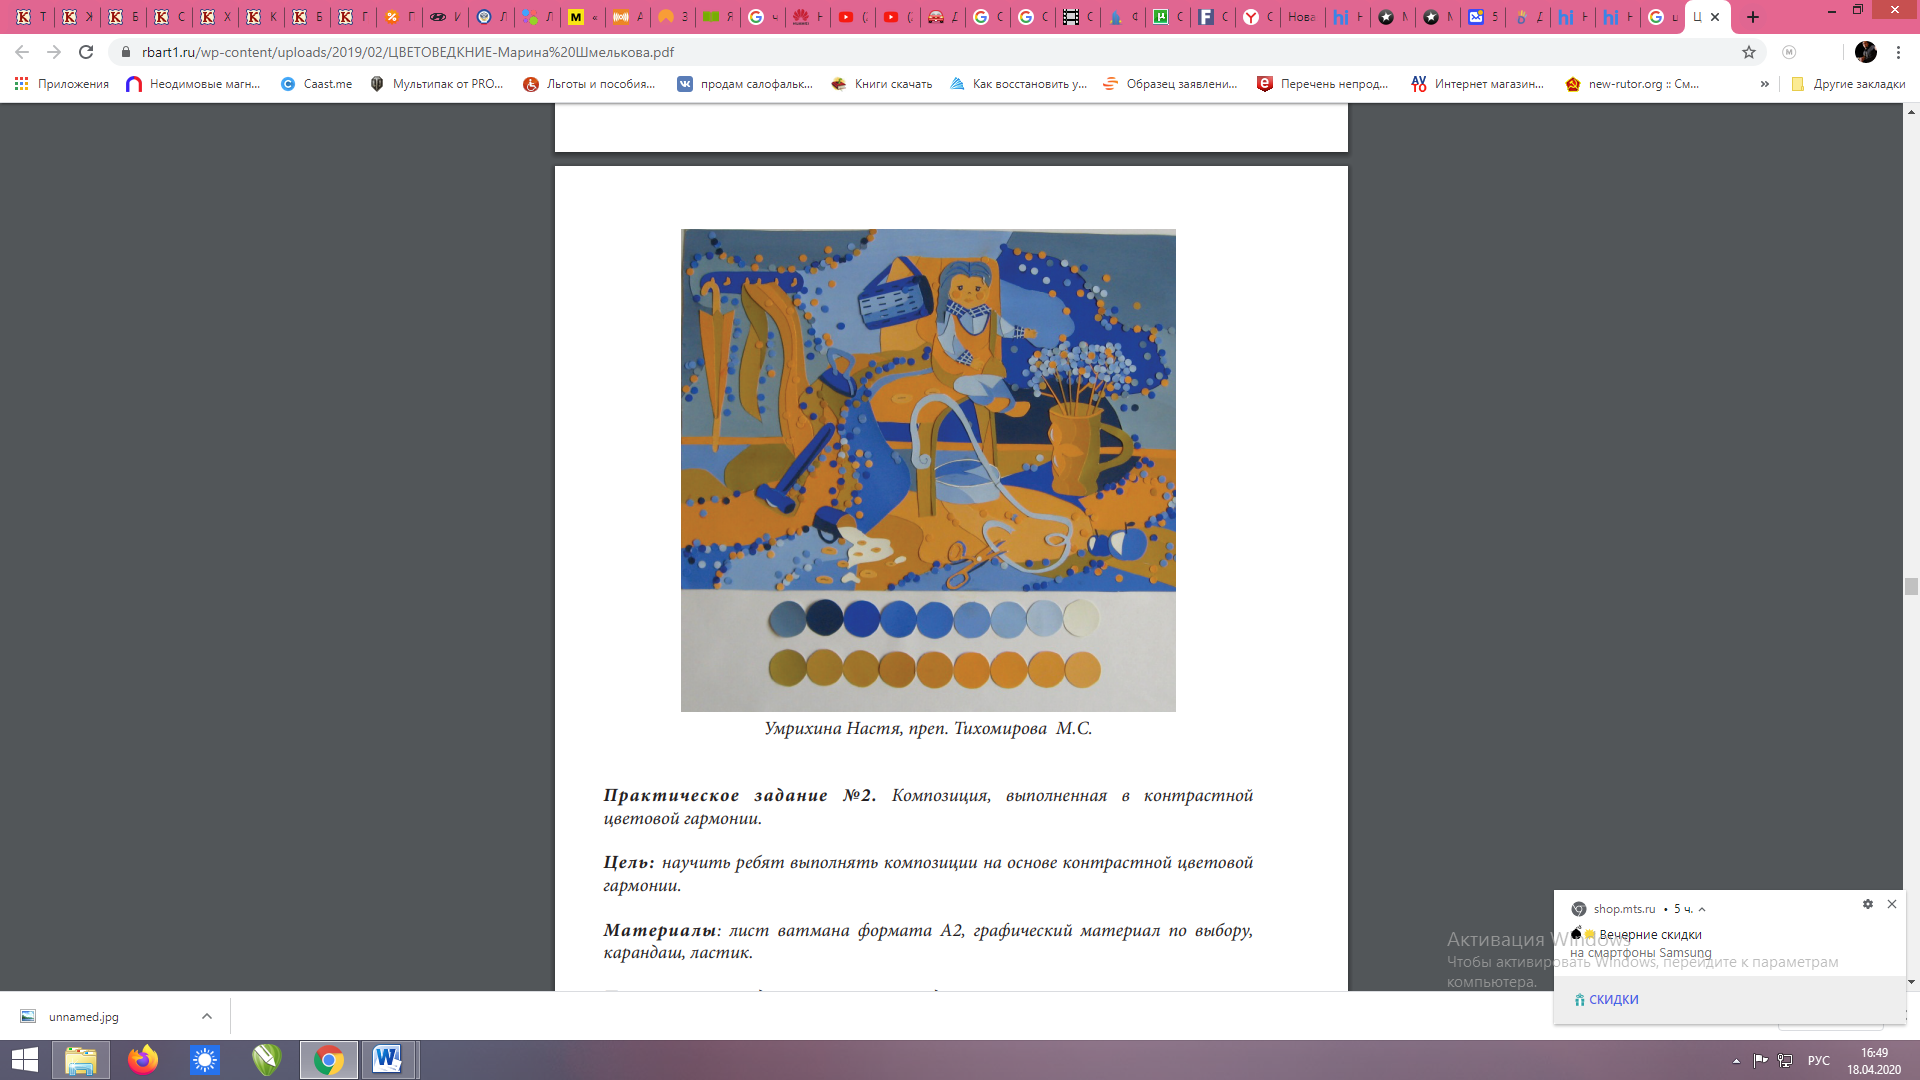 Т Ж Б С Х К Б Г Г И Л Л « А З Я ч Н ( ( Д С С С Ф С С С Нова Н М М 5 Д Н Н ц Ц
rbart1.ru/wp-content/uploads/2019/02/ЦВЕТОВЕДКНИЕ-Марина%20Шмелькова.pdf
Приложения Неодимовые магн... Caast.me Мультипак от PRO... Льготы и пособия... продам салофальк... Книги скачать Как восстановить у... Образец заявлени... Перечень непрод... Интернет магазин... new-rutor.org :: См... » Другие закладки
Умрихина Настя, преп. Тихомирова М.С.
Практическое задание №2. Композиция, выполненная в контрастной
цветовой гармонии.
Цель: научить ребят выполнять композиции на основе контрастной цветовой
гармонии.
Материалы: лист ватмана формата А2, графический материал по выбору,
карандаш, ластик.
shop.mts.ru • 5 ч.
Вечерние скидки
на смартфоны Samsung
СКИДКИ
Активация Windows
Чтобы активировать Windows, перейдите к параметрам
компьютера.
unnamed.jpg
РУС
16:49
18.04.2020